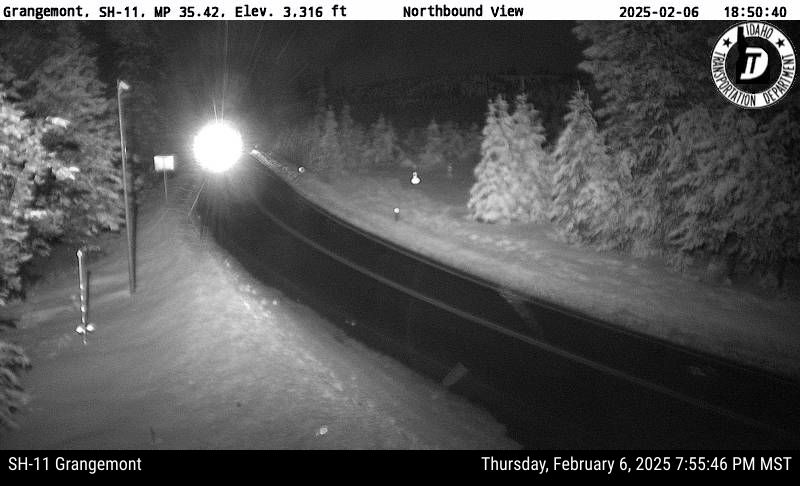 Grangemont, SH-11, MP 35.42, Elev. 3,316 ft Northbound View 2025-02-06 18:50:40
IDAHO
TRANSPORTATION DEPARTMENT
SH-11 Grangemont Thursday, February 6, 2025 7:55:46 PM MST